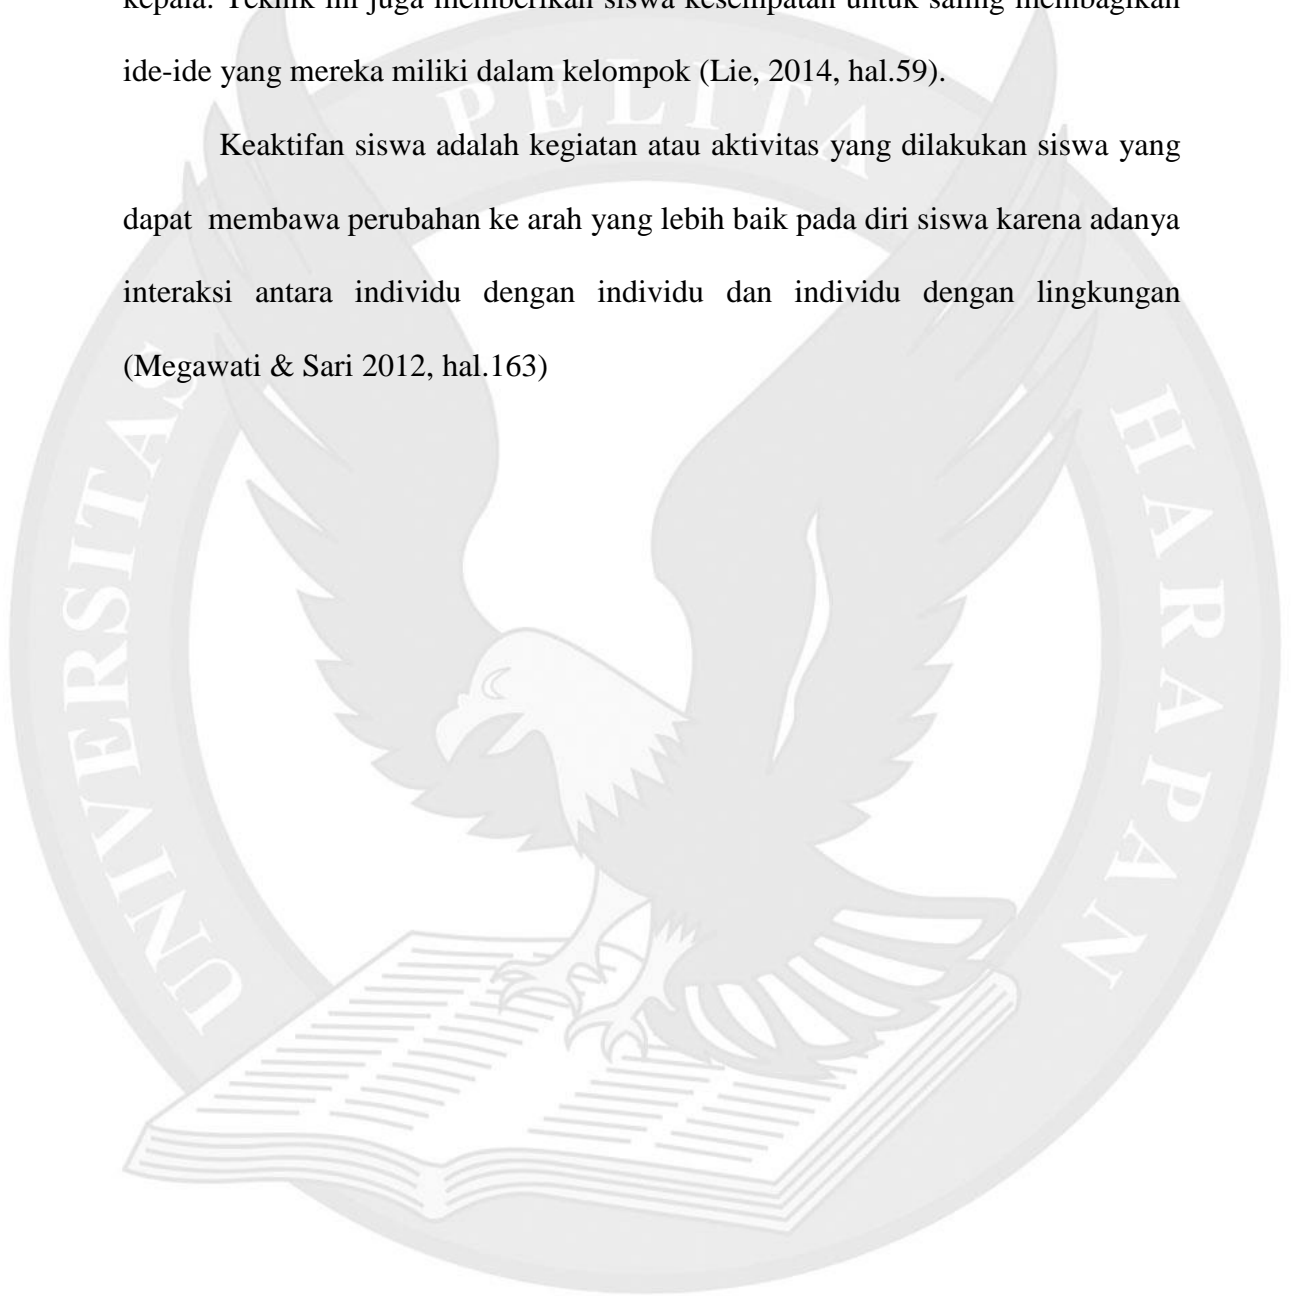 kepala. Teknik ini juga memberikan siswa kesempatan untuk saling membagikan
ide-ide yang mereka miliki dalam kelompok (Lie, 2014, hal.59).
Keaktifan siswa adalah kegiatan atau aktivitas yang dilakukan siswa yang
dapat membawa perubahan ke arah yang lebih baik pada diri siswa karena adanya
interaksi antara individu dengan individu dan individu dengan lingkungan
(Megawati & Sari 2012, hal.163)
UNIVERSITAS PELITA HARAPAN